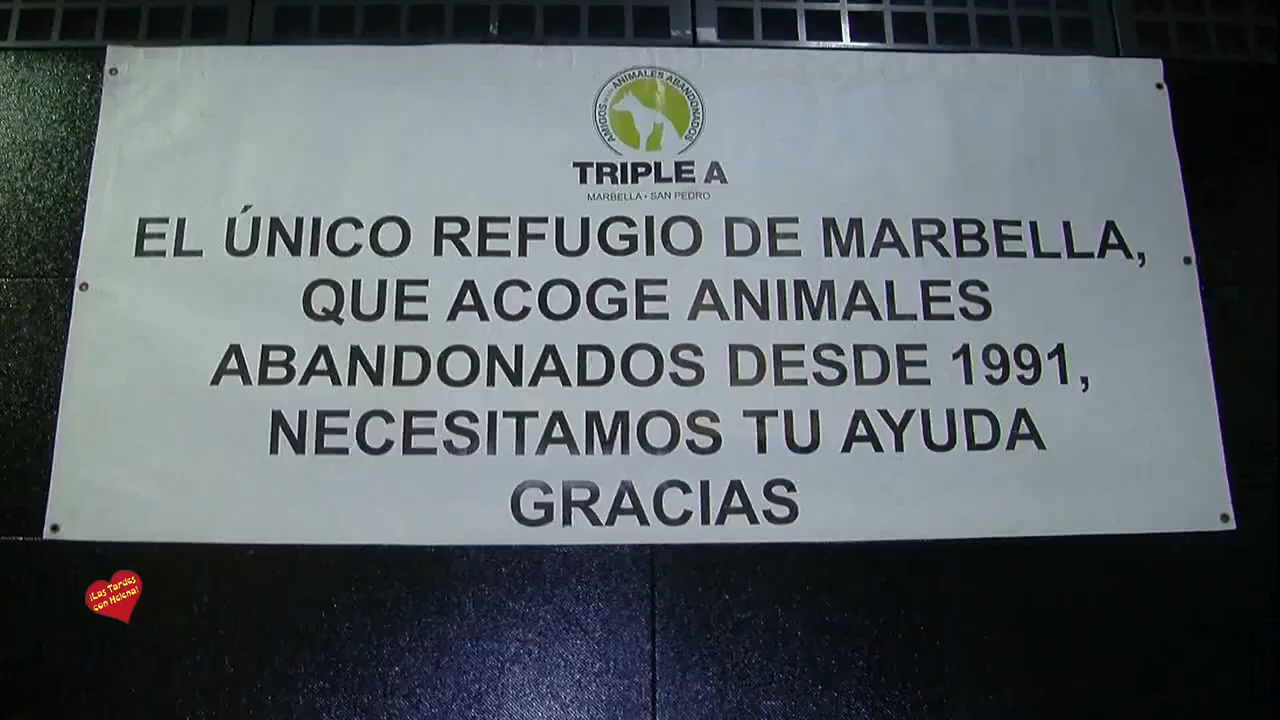 AMIGOS DE LOS ANIMALES ABANDONADOS
TRIPLE A
MARBELLA • SAN PEDRO
EL ÚNICO REFUGIO DE MARBELLA,
QUE ACOGE ANIMALES
ABANDONADOS DESDE 1991,
NECESITAMOS TU AYUDA
GRACIAS
¡Las Tardes
con Helena!